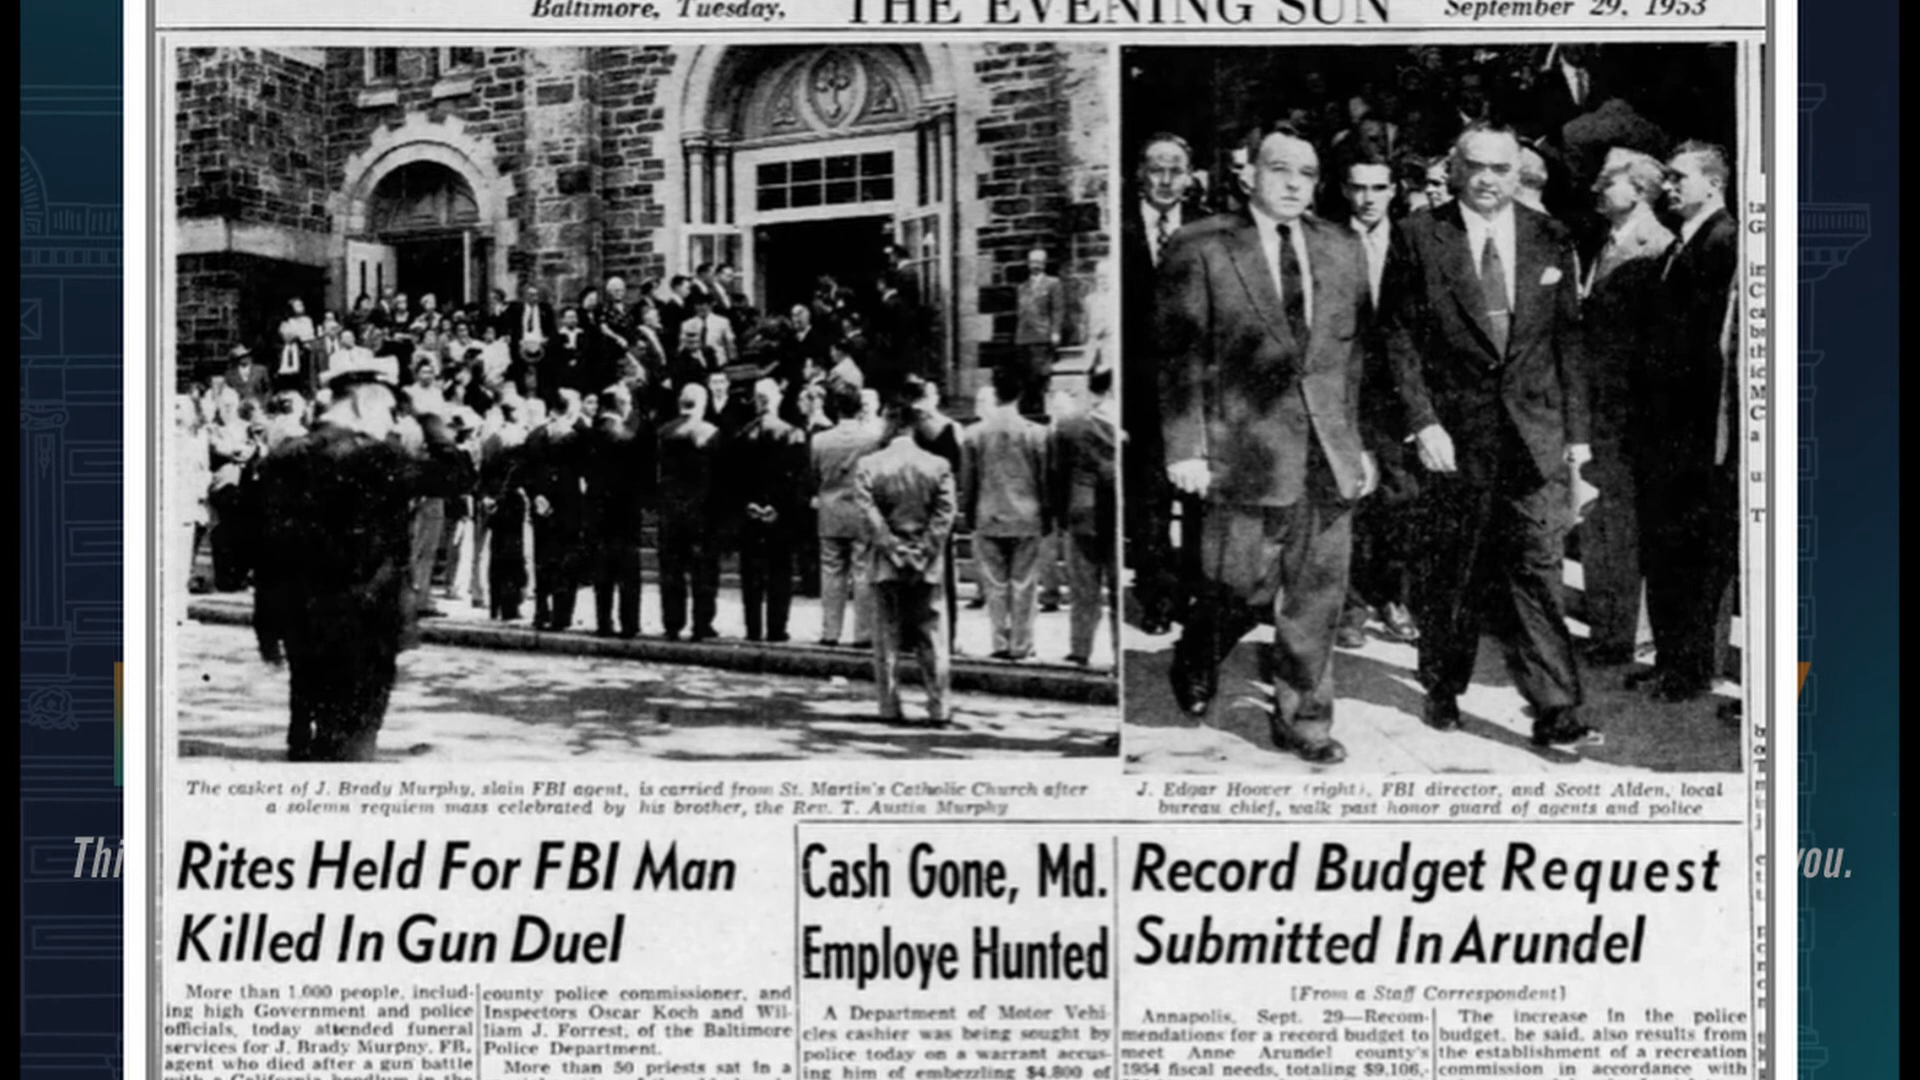 Baltimore, Tuesday,
THE EVENING SUN
September 29, 1953
The casket of J. Brady Murphy, slain FBI agent, is carried from St. Martin's Catholic Church after
a solemn requiem mass celebrated by his brother, the Rev. T. Austin Murphy
J. Edgar Hoover (right), FBI director, and Scott Alden, local
bureau chief, walk past honor guard of agents and police
Rites Held For FBI Man
Killed In Gun Duel
More than 1,000 people, includ-
ing high Government and police
officials, today attended funeral
services for J. Brady Murphy, FB,
agent who died after a gun battle
with a California hoodlum in the
county police commissioner, and
Inspectors Oscar Koch and Wil-
liam J. Forrest, of the Baltimore
Police Department.
More than 50 priests sat in a
Cash Gone, Md.
Employe Hunted
A Department of Motor Vehi-
cles cashier was being sought by
police today on a warrant accus-
ing him of embezzling $4,800 of
Record Budget Request
Submitted In Arundel
[From a Staff Correspondent]
Annapolis, Sept. 29—Recom-
mendations for a record budget to
meet Anne Arundel county's
1954 fiscal needs, totaling $9,106,-
The increase in the police
budget, he said, also results from
the establishment of a recreation
commission in accordance with
Thi
you.